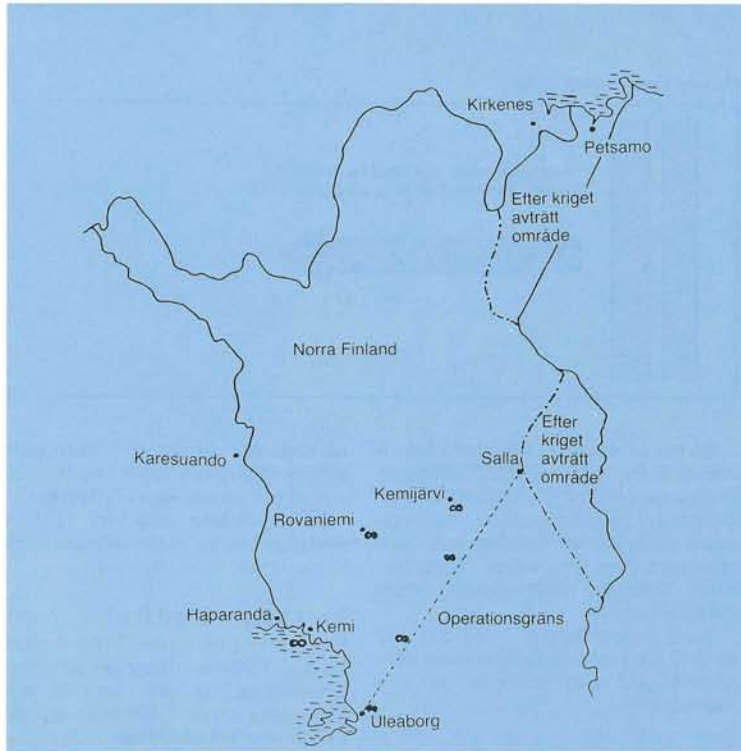 Kirkenes
Petsamo
Efter kriget
avträtt
område
Norra Finland
Efter
kriget
avträtt
område
Karesuando
Salla
Kemijärvi
Rovaniemi
Haparanda
Kemi
Operationsgräns
Uleaborg